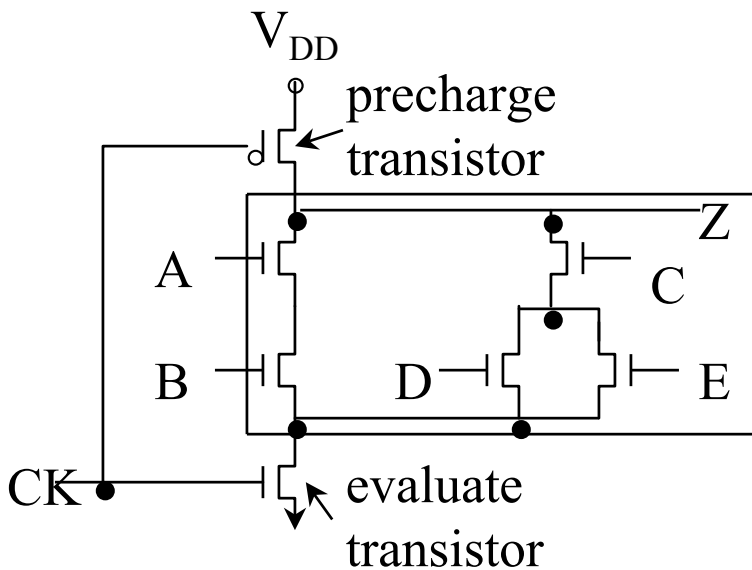 VDD
precharge
transistor
Z
A
C
B
D
E
CK
evaluate
transistor